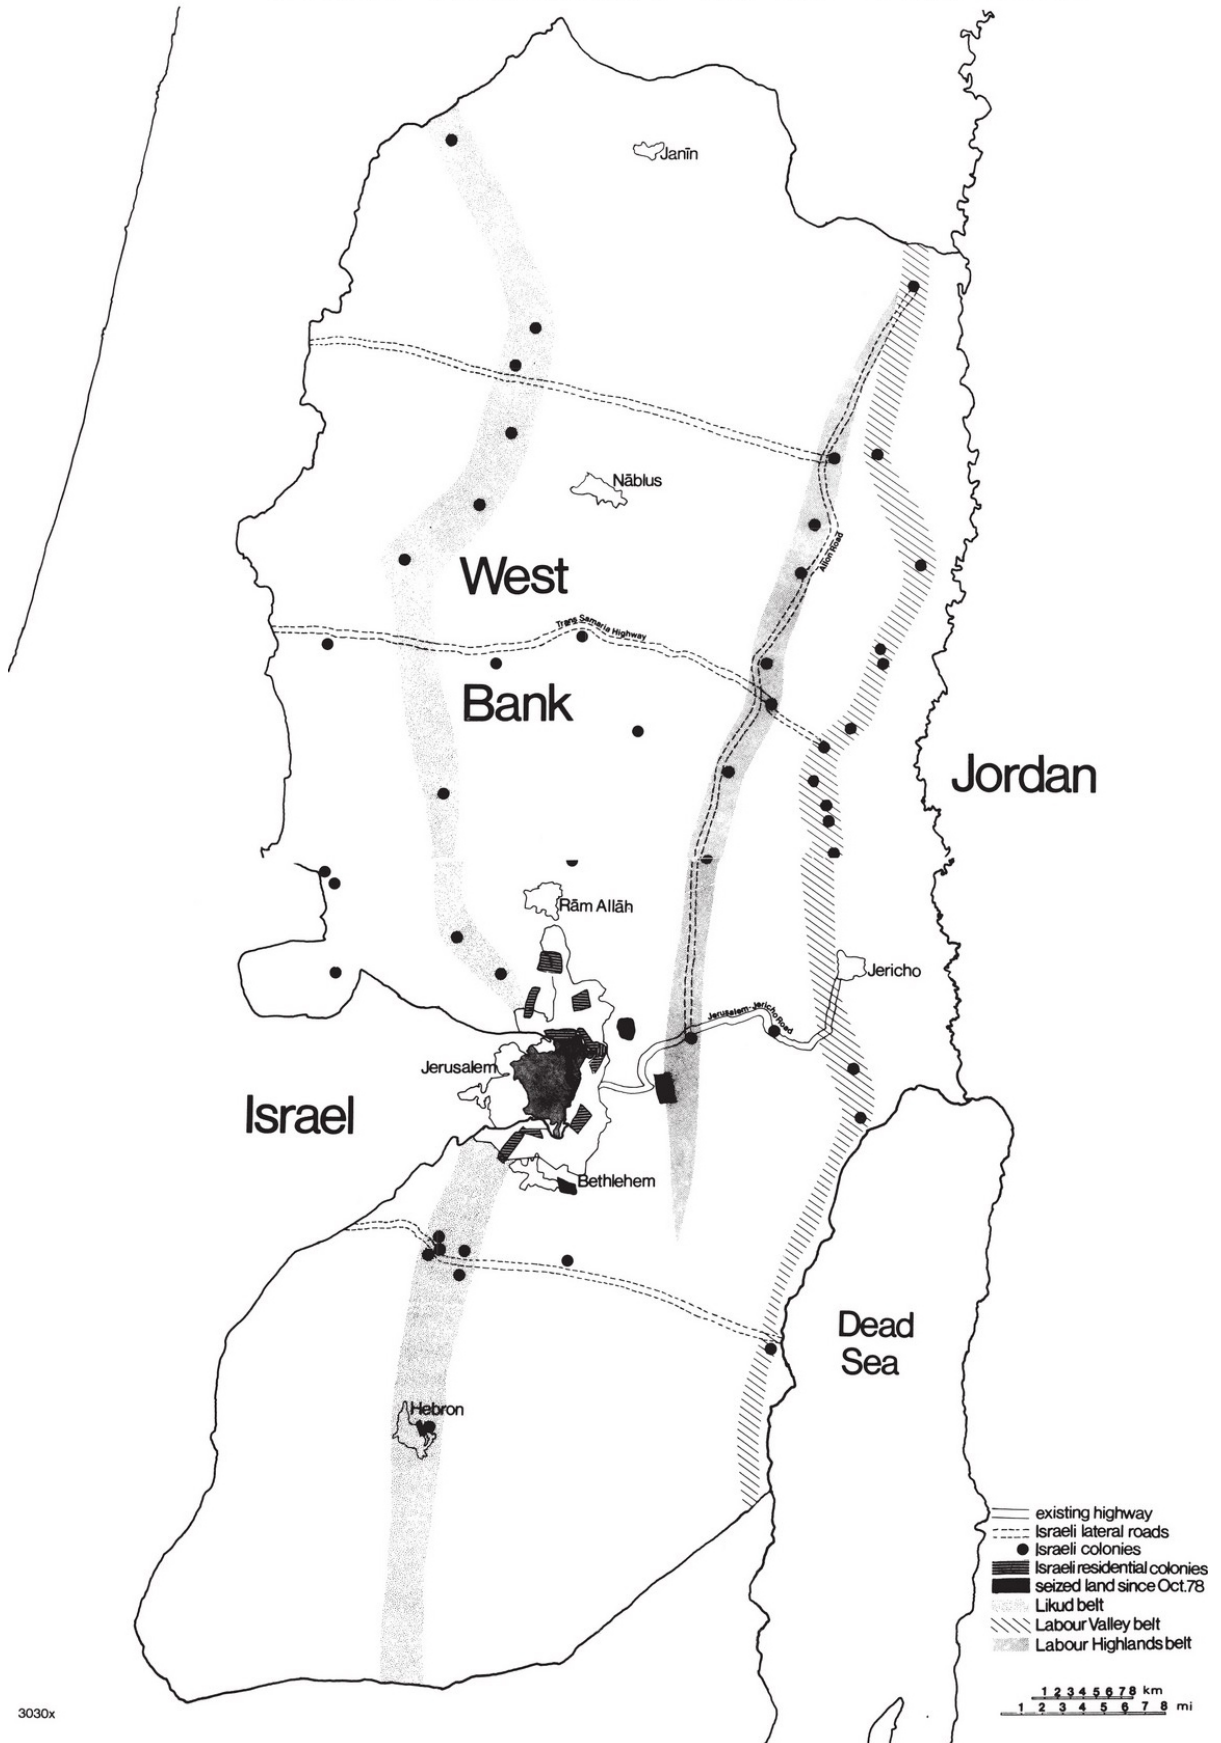 Janīn
Nāblus
Allon Road
West
Trans Samaria Highway
Bank
Jordan
Rām Allāh
Jericho
Jerusalem-Jericho Road
Jerusalem
Israel
Bethlehem
Dead
Sea
Hebron
existing highway
Israeli lateral roads
Israeli colonies
Israeli residential colonies
seized land since Oct.78
Likud belt
Labour Valley belt
Labour Highlands belt
1 2 3 4 5 6 7 8 km
1 2 3 4 5 6 7 8 mi
3030x